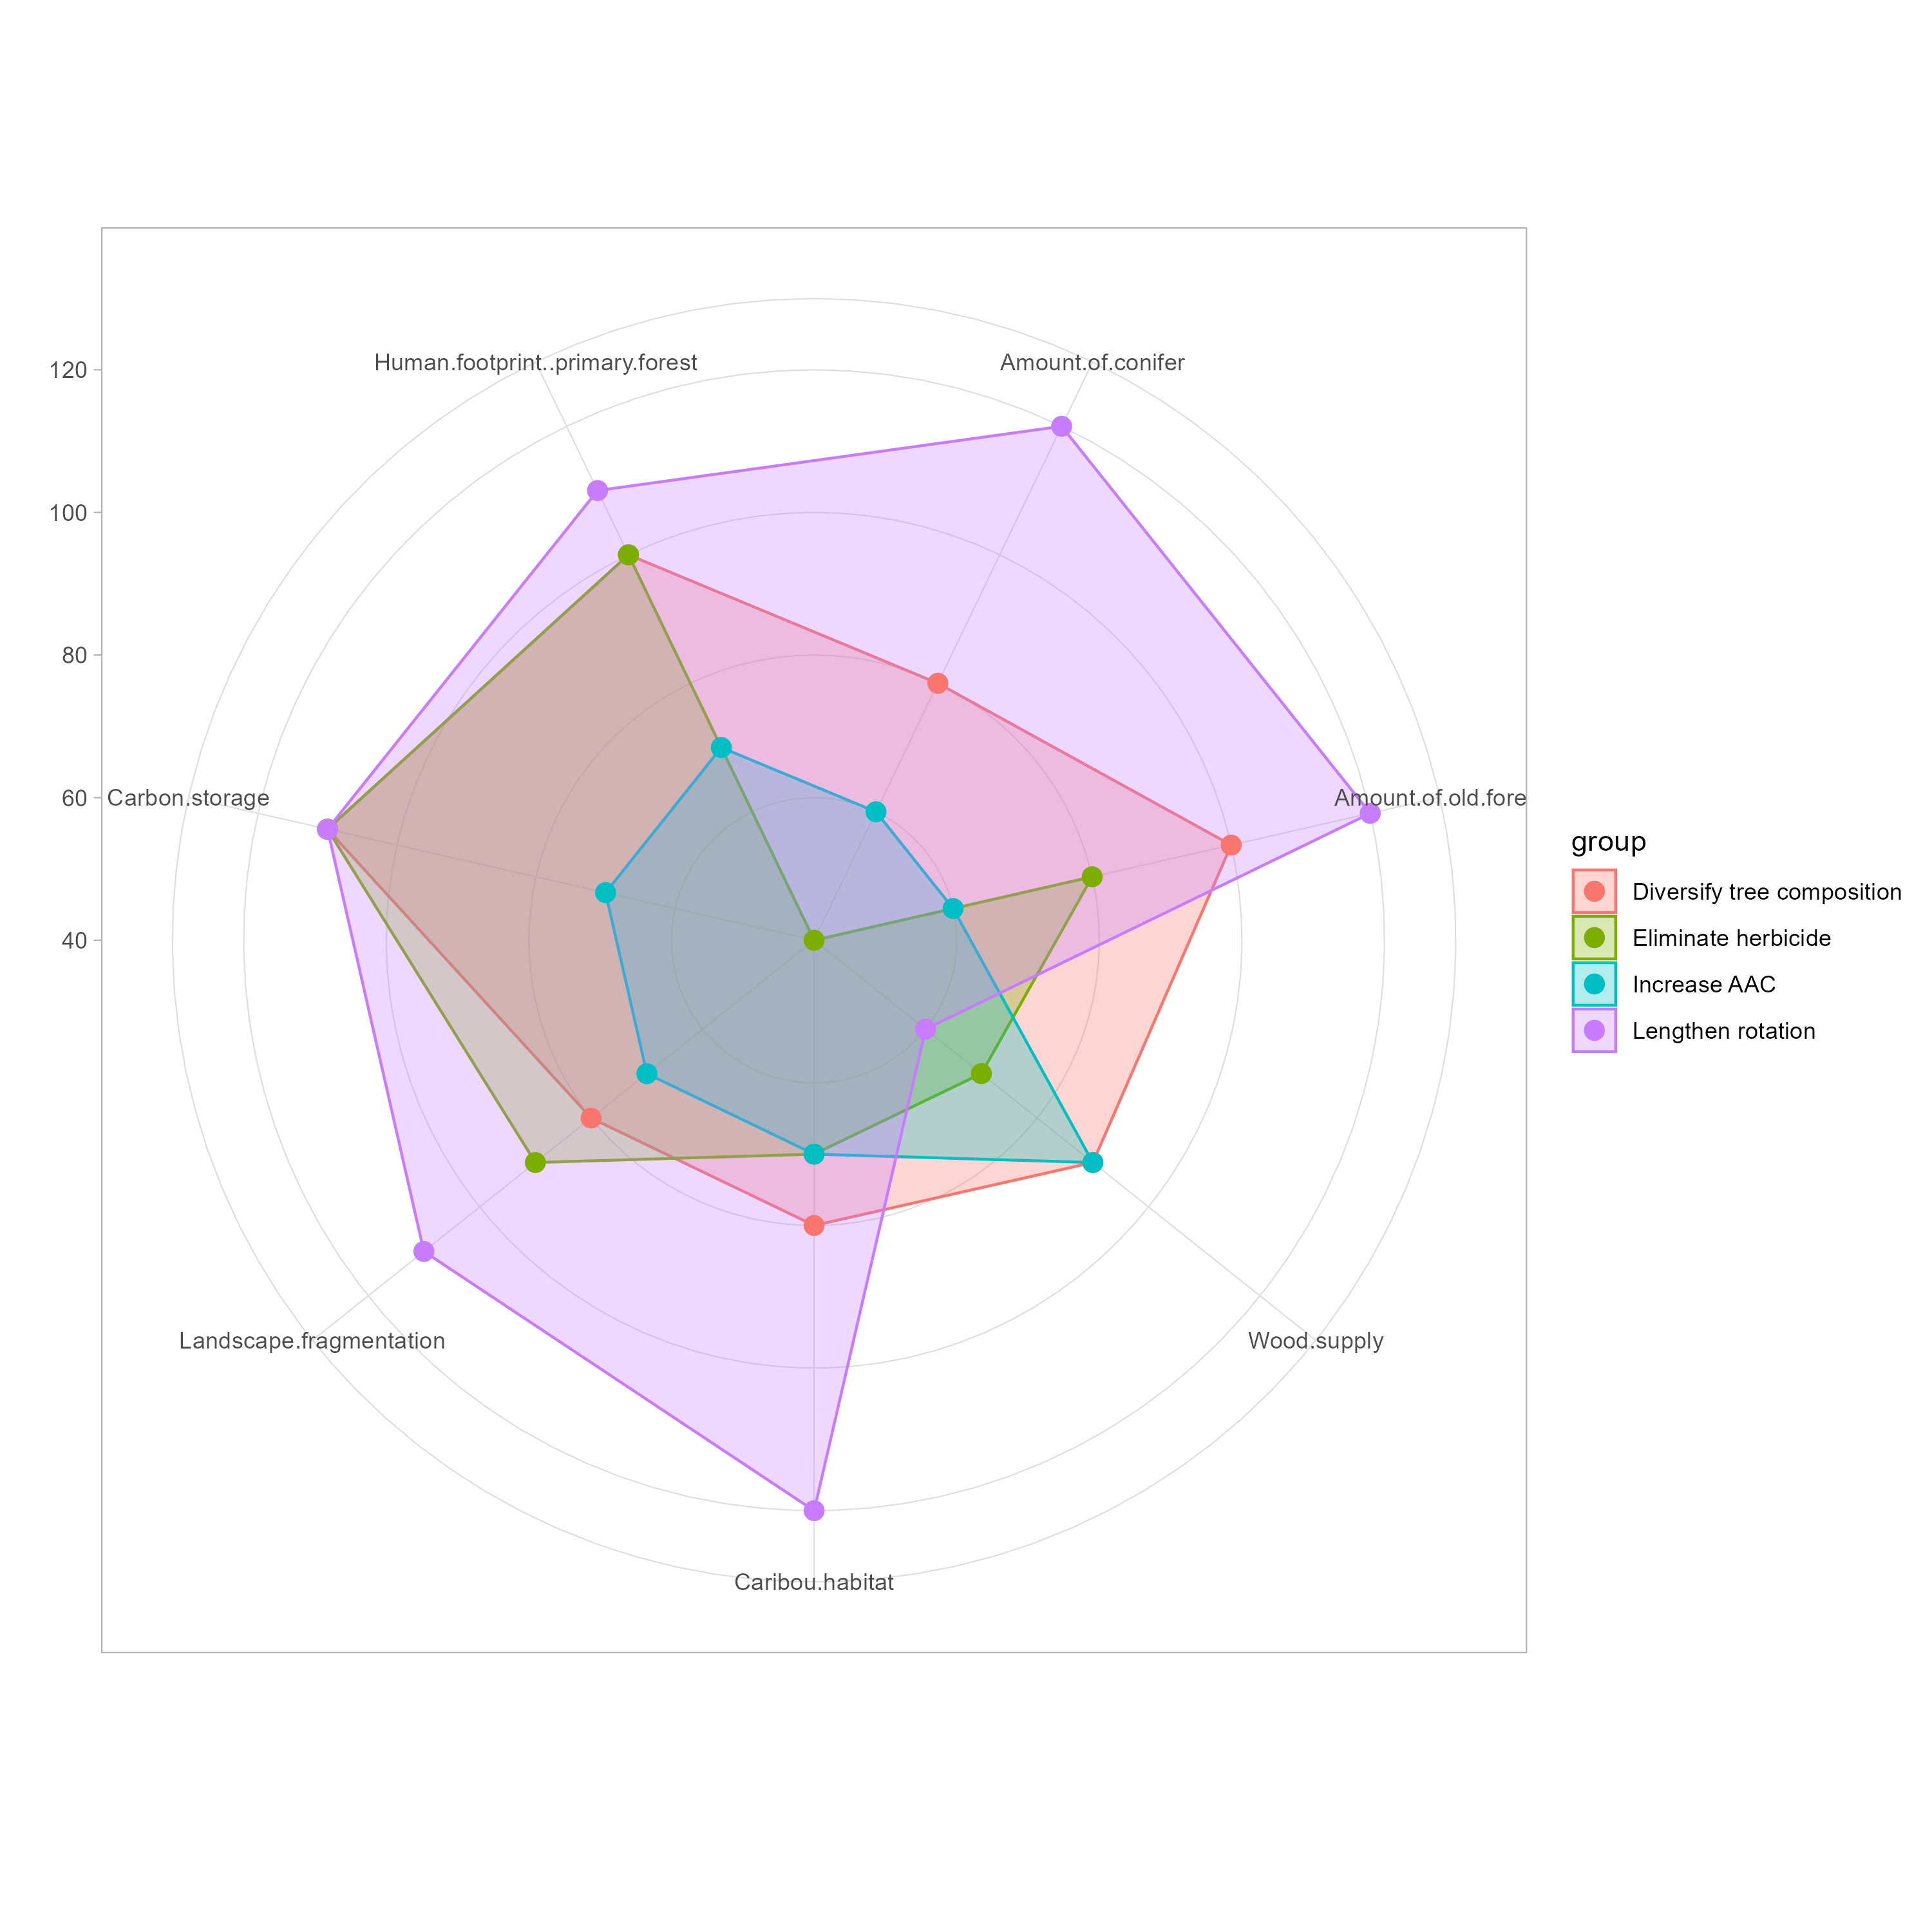 Human.footprint..primary.forest
Amount.of.conifer
120
100
80
60
40
Carbon.storage
Amount.of.old.fore
Landscape.fragmentation
Wood.supply
Caribou.habitat
group
Diversify tree composition
Eliminate herbicide
Increase AAC
Lengthen rotation